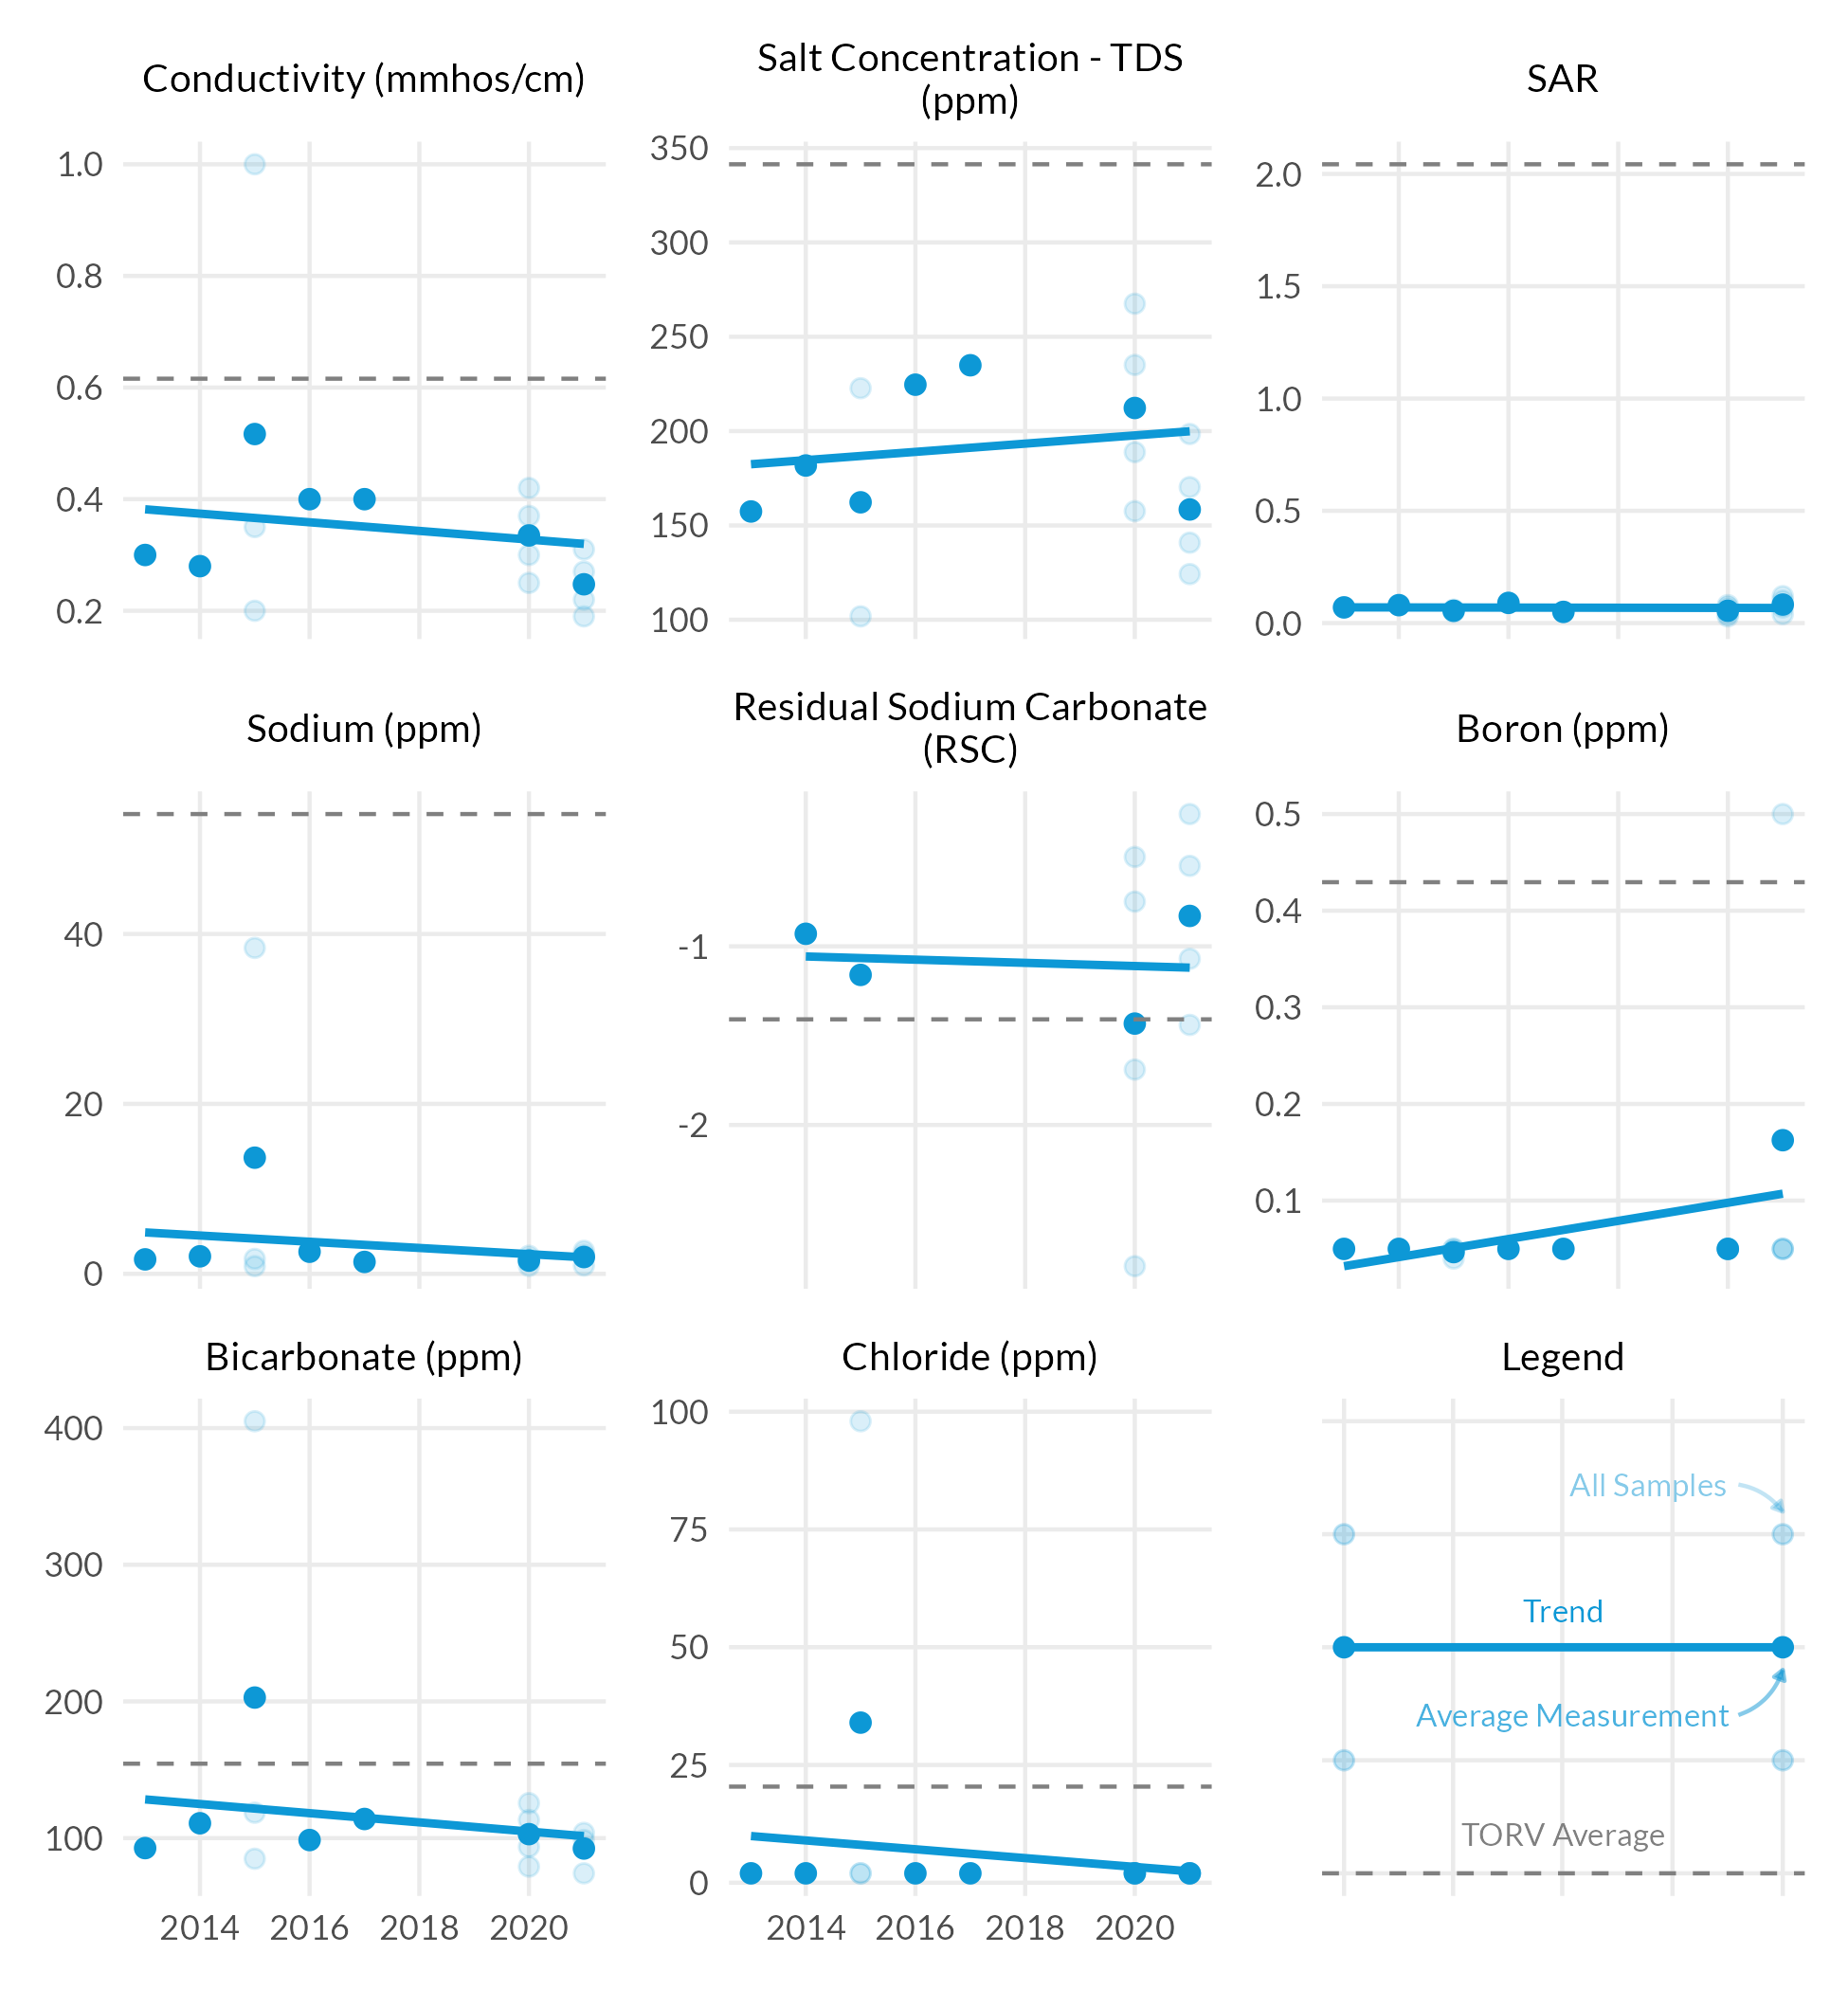 Conductivity (mmhos/cm)
1.0
0.8
0.6
0.4
0.2
Salt Concentration - TDS
(ppm)
350
300
250
200
150
100
SAR
2.0
1.5
1.0
0.5
0.0
Sodium (ppm)
40
20
0
Residual Sodium Carbonate
(RSC)
-1
-2
Boron (ppm)
0.5
0.4
0.3
0.2
0.1
Bicarbonate (ppm)
400
300
200
100
2014 2016 2018 2020
Chloride (ppm)
100
75
50
25
0
2014 2016 2018 2020
Legend
All Samples
Trend
Average Measurement
TORV Average